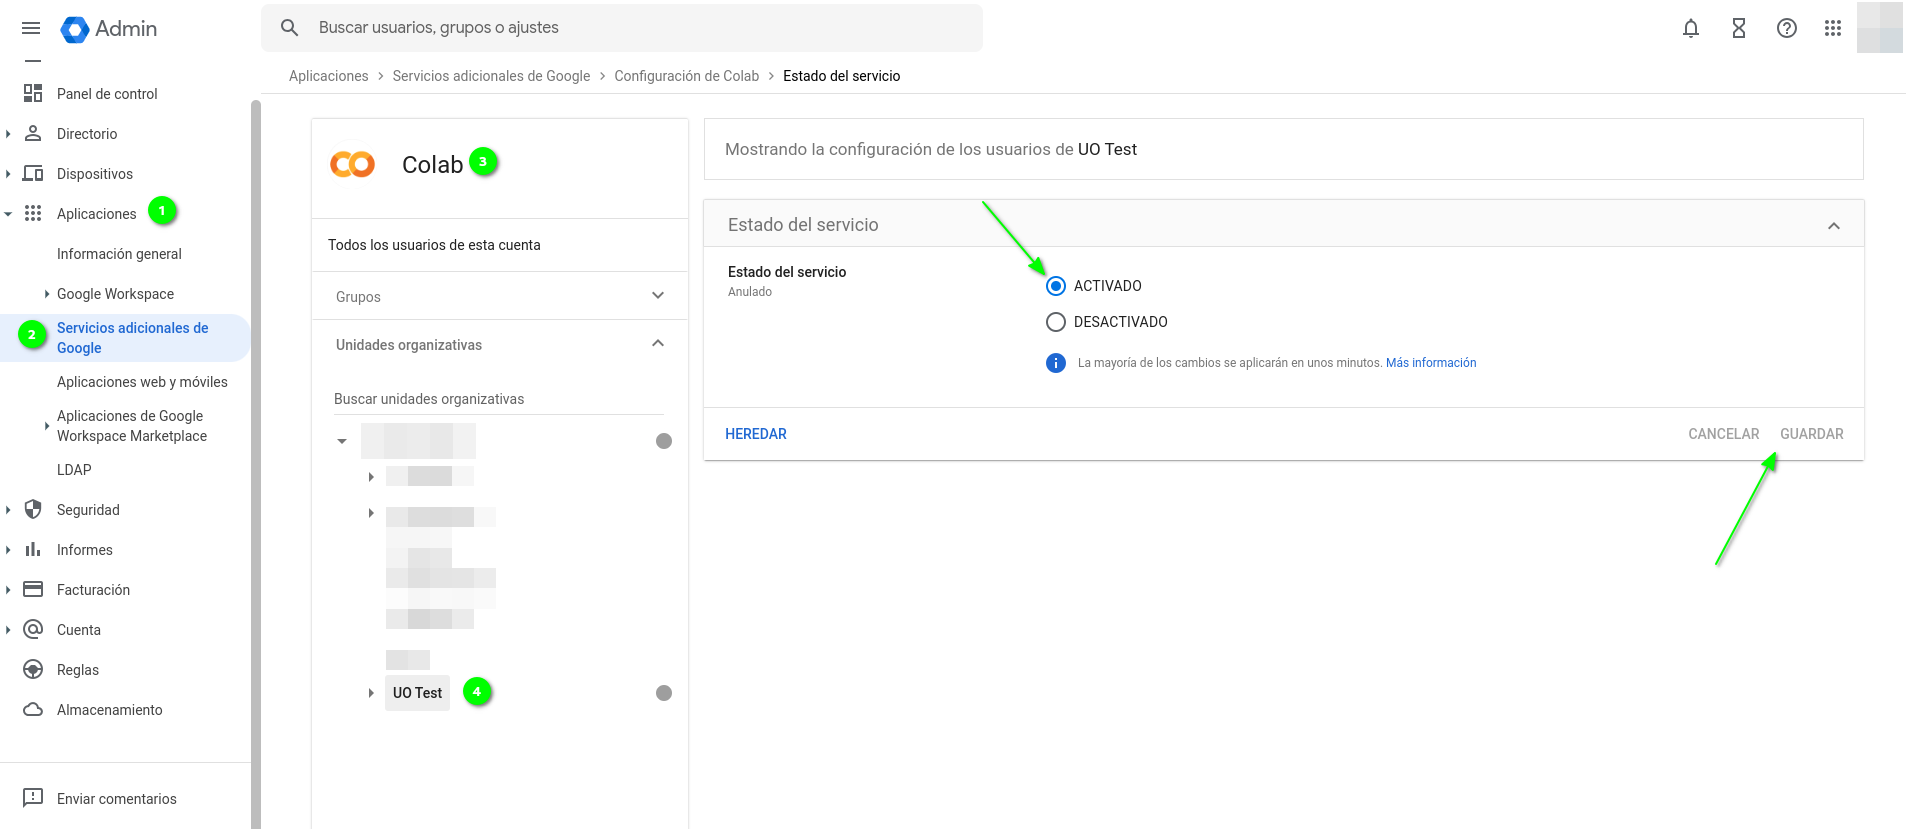 Admin
Buscar usuarios, grupos o ajustes
Aplicaciones > Servicios adicionales de Google > Configuración de Colab > Estado del servicio
Panel de control
Directorio
Dispositivos
Aplicaciones 1
Información general
Google Workspace
2 Servicios adicionales de
Google
Aplicaciones web y móviles
Aplicaciones de Google
Workspace Marketplace
LDAP
Seguridad
Informes
Facturación
Cuenta
Reglas
Almacenamiento
Enviar comentarios
Colab 3
Todos los usuarios de esta cuenta
Grupos
Unidades organizativas
Buscar unidades organizativas
UO Test 4
Mostrando la configuración de los usuarios de UO Test
Estado del servicio
Estado del servicio
Anulado
ACTIVADO
DESACTIVADO
La mayoría de los cambios se aplicarán en unos minutos. Más información
HEREDAR
CANCELAR GUARDAR